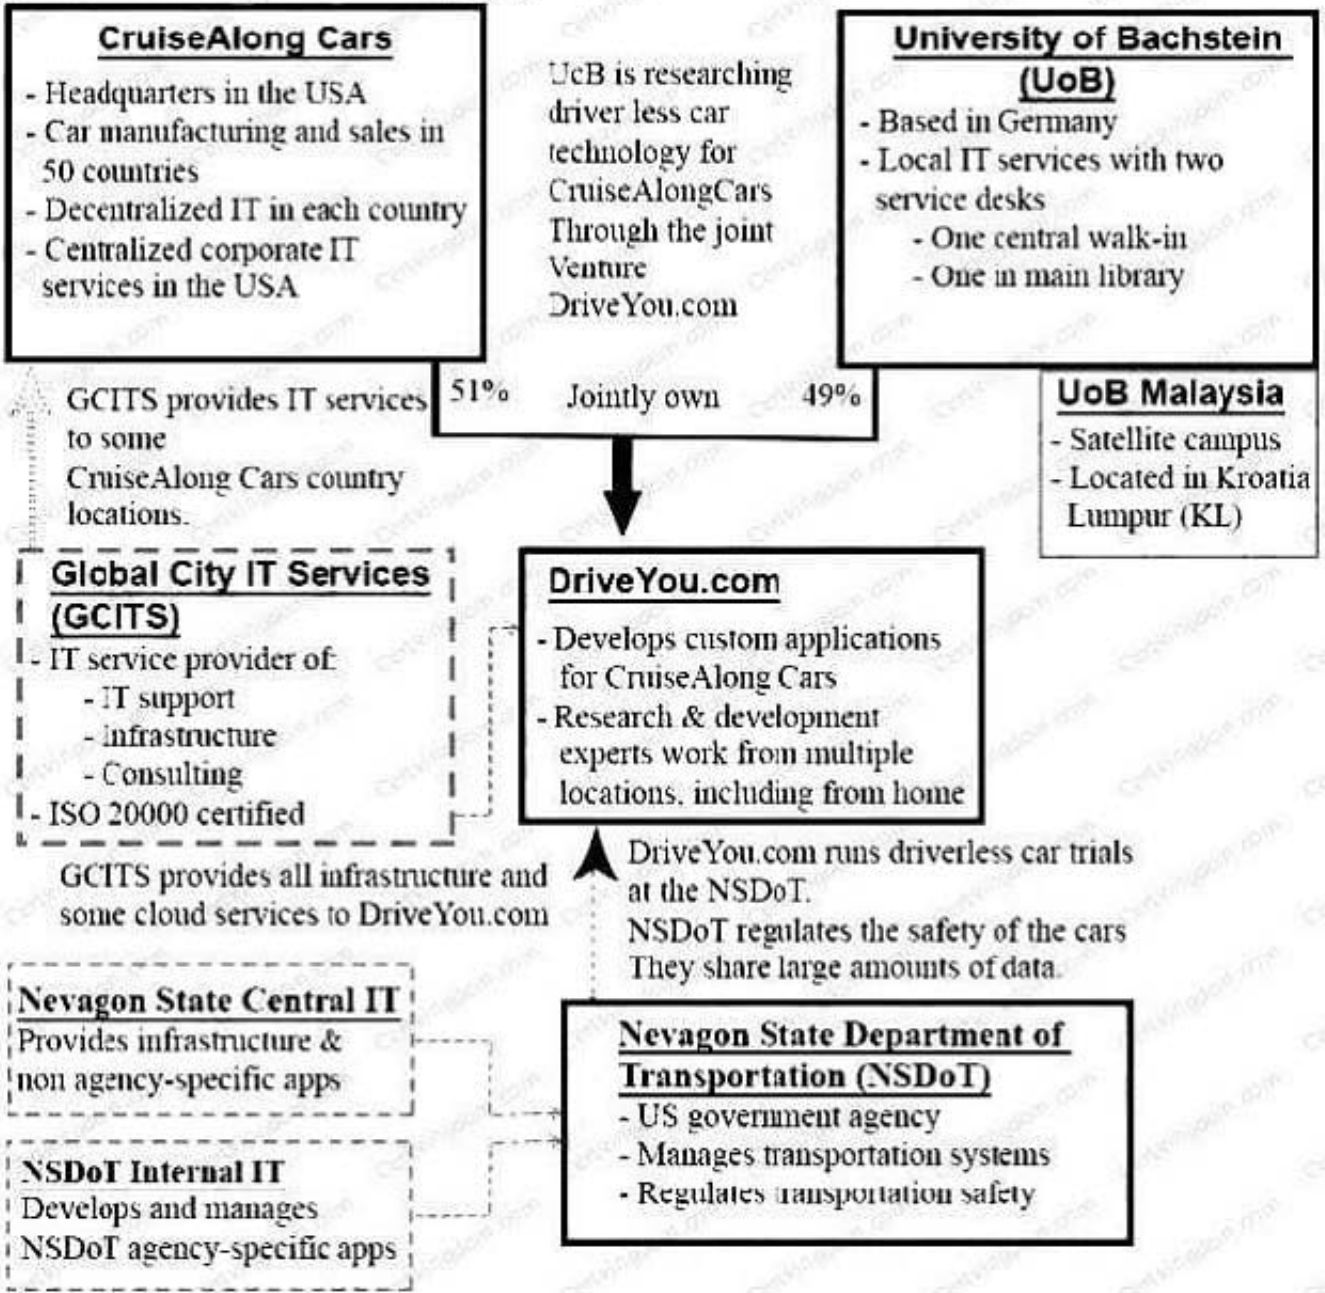 CruiseAlong Cars
- Headquarters in the USA
- Car manufacturing and sales in
50 countries
- Decentralized IT in each country
- Centralized corporate IT
services in the USA
UcB is researching
driver less car
technology for
CruiseAlongCars
Through the joint
Venture
DriveYou.com
University of Bachstein
(UoB)
- Based in Germany
- Local IT services with two
service desks
- One central walk-in
- One in main library
51% Jointly own 49%
UoB Malaysia
- Satellite campus
- Located in Kroatia
Lumpur (KL)
GCITS provides IT services
to some
CruiseAlong Cars country
locations.
Global City IT Services
(GCITS)
- IT service provider of:
- IT support
- Infrastructure
- Consulting
- ISO 20000 certified
DriveYou.com
- Develops custom applications
for CruiseAlong Cars
- Research & development
experts work from multiple
locations, including from home
GCITS provides all infrastructure and
some cloud services to DriveYou.com
DriveYou.com runs driverless car trials
at the NSDoT.
NSDoT regulates the safety of the cars
They share large amounts of data.
Nevagon State Central IT
Provides infrastructure &
non agency-specific apps
NSDoT Internal IT
Develops and manages
NSDoT agency-specific apps
Nevagon State Department of
Transportation (NSDoT)
- US government agency
- Manages transportation systems
- Regulates transportation safety